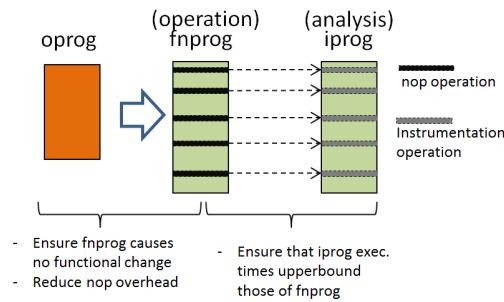 oprog
(operation)
fnprog
(analysis)
iprog
nop operation
Instrumentation
operation
- Ensure fnprog causes
no functional change
- Reduce nop overhead
- Ensure that iprog exec.
times upperbound
those of fnprog